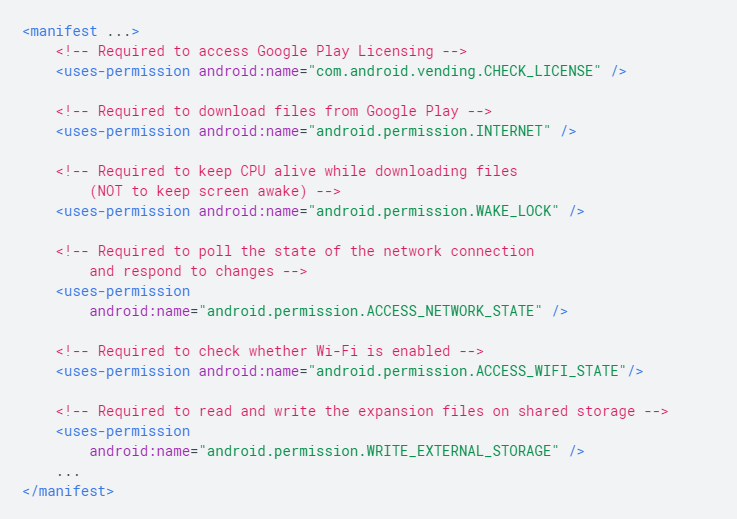 <manifest ...>
<!-- Required to access Google Play Licensing -->
<uses-permission android:name="com.android.vending.CHECK_LICENSE" />
<!-- Required to download files from Google Play -->
<uses-permission android:name="android.permission.INTERNET" />
<!-- Required to keep CPU alive while downloading files
(NOT to keep screen awake) -->
<uses-permission android:name="android.permission.WAKE_LOCK" />
<!-- Required to poll the state of the network connection
and respond to changes -->
<uses-permission
android:name="android.permission.ACCESS_NETWORK_STATE" />
<!-- Required to check whether Wi-Fi is enabled -->
<uses-permission android:name="android.permission.ACCESS_WIFI_STATE"/>
<!-- Required to read and write the expansion files on shared storage -->
<uses-permission
android:name="android.permission.WRITE_EXTERNAL_STORAGE" />
...
</manifest>